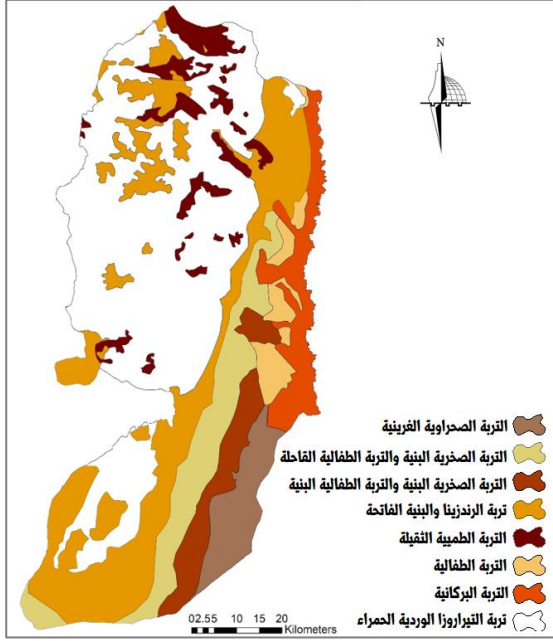 N
التربة الصحراوية الغرينية
التربة الصخرية البنية والتربة الطفالية القاحلة
التربة الصخرية البنية والتربة الطفالية البنية
تربة الرندزينا والبنية الفاتحة
التربة الطميية الثقيلة
التربة الطفالية
التربة البركانية
تربة التيراروزا الوردية الحمراء
02.55 10 15 20
Kilometers